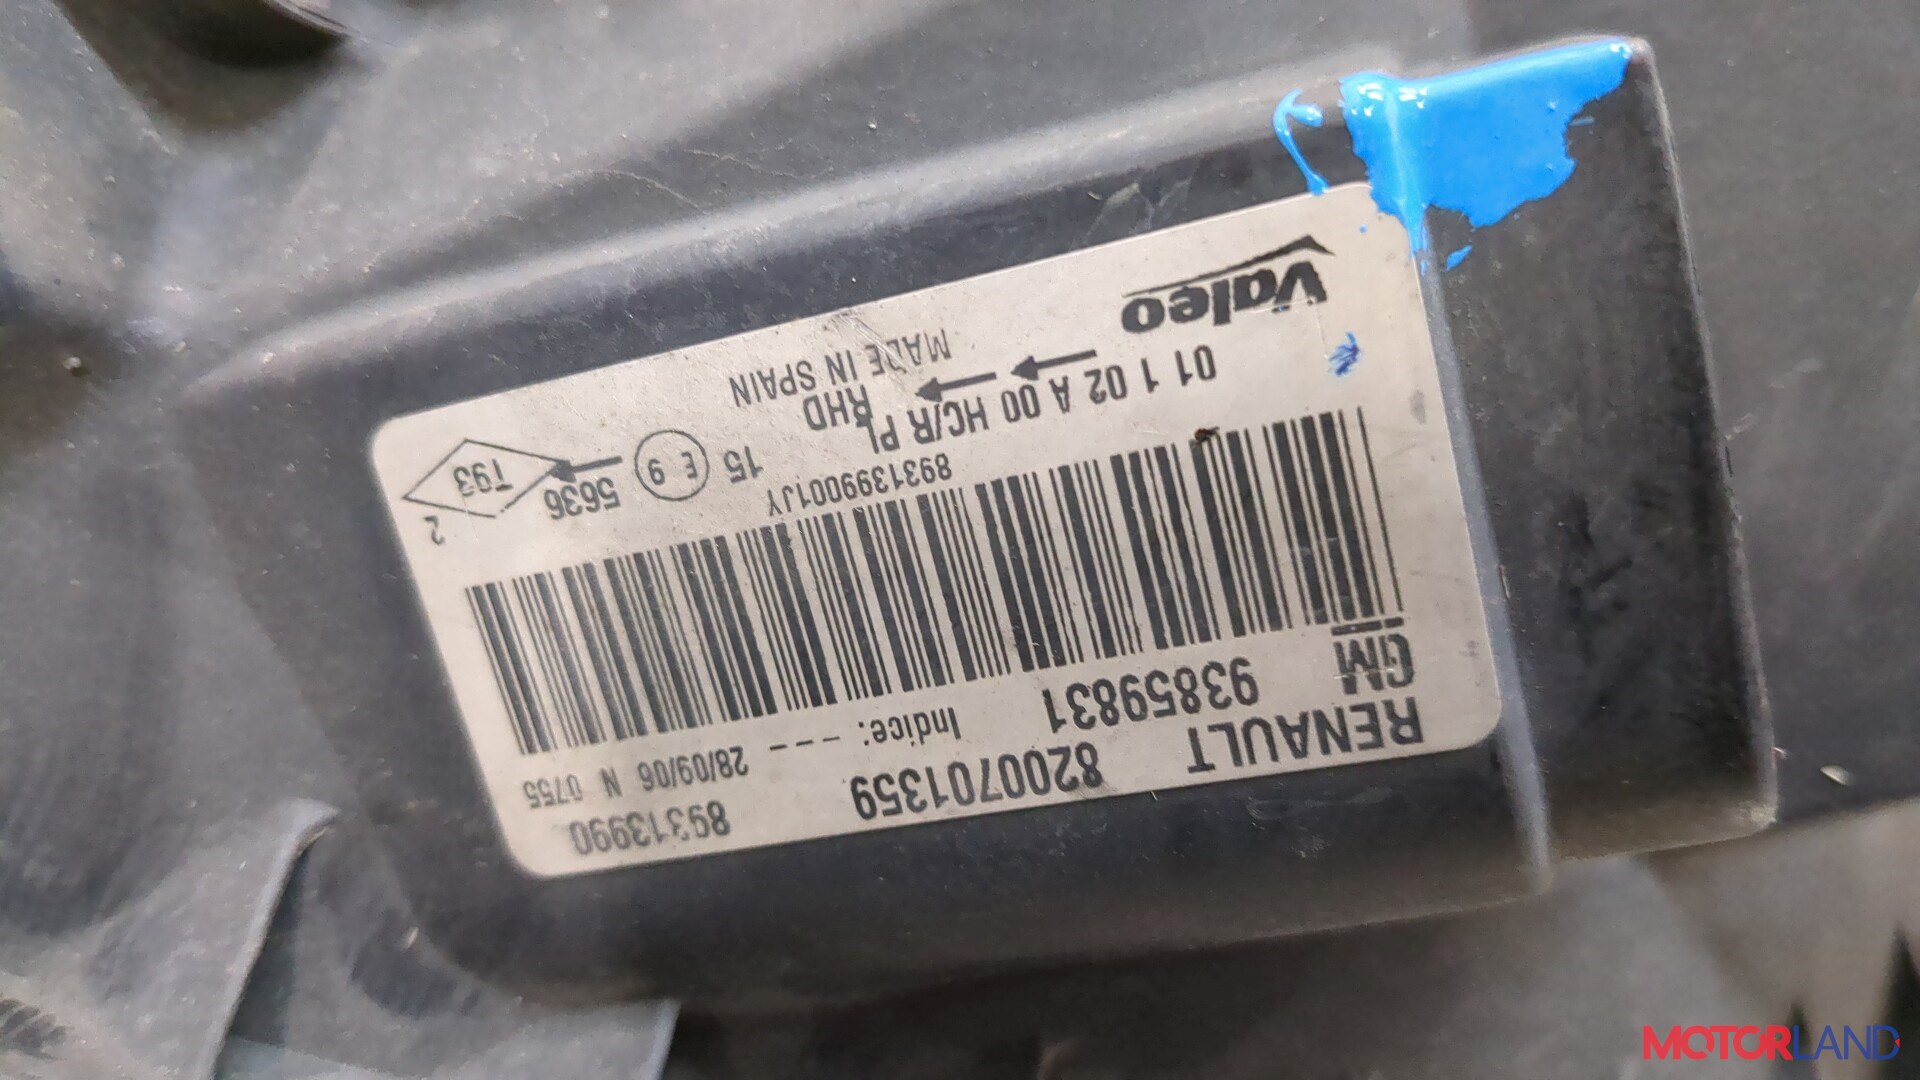 89313990
RENAULT 8200701359
28/09/06 N 0755
GM 93859831 Indice: ---
8931399001JY
2
T93
5636
E 9
15
01 1 02 A 00 HC/R PL
RHD
MADE IN SPAIN
Valeo
MOTORLAND